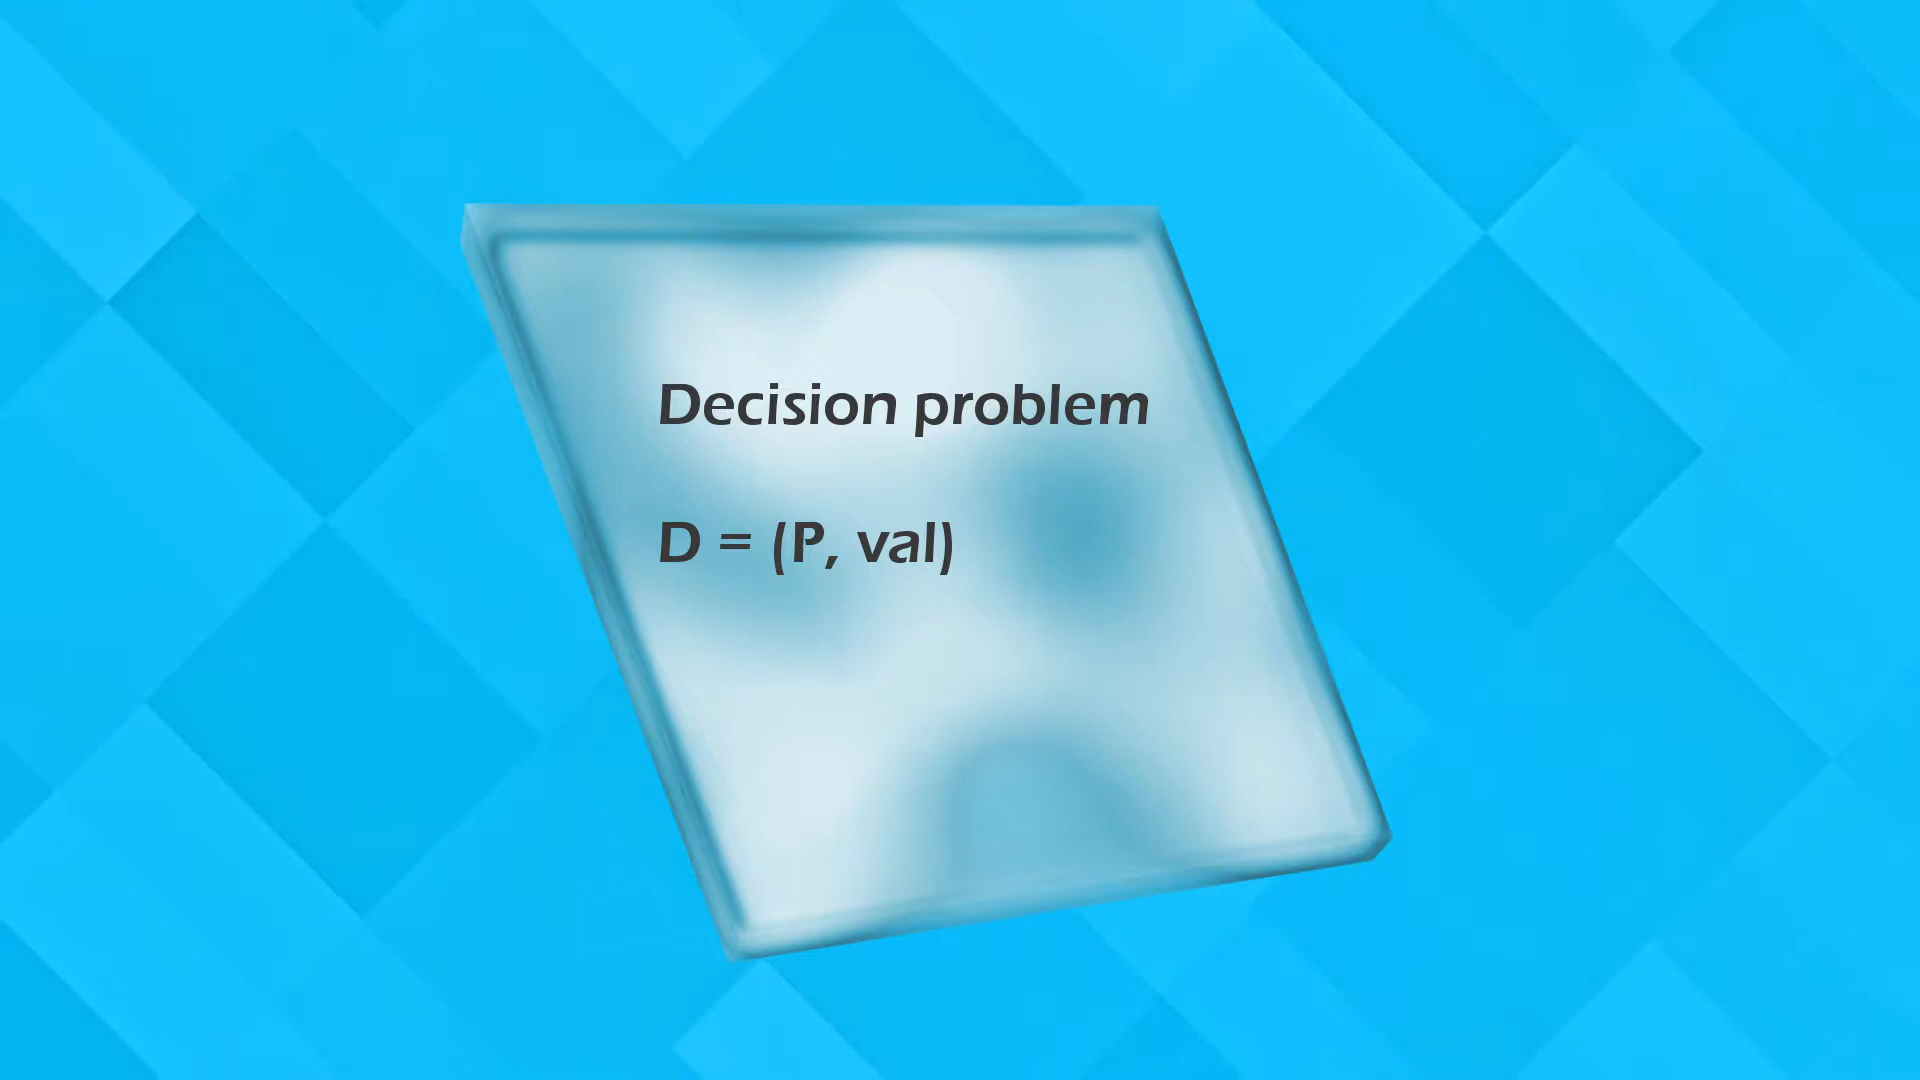 Decision problem
D = (P, val)